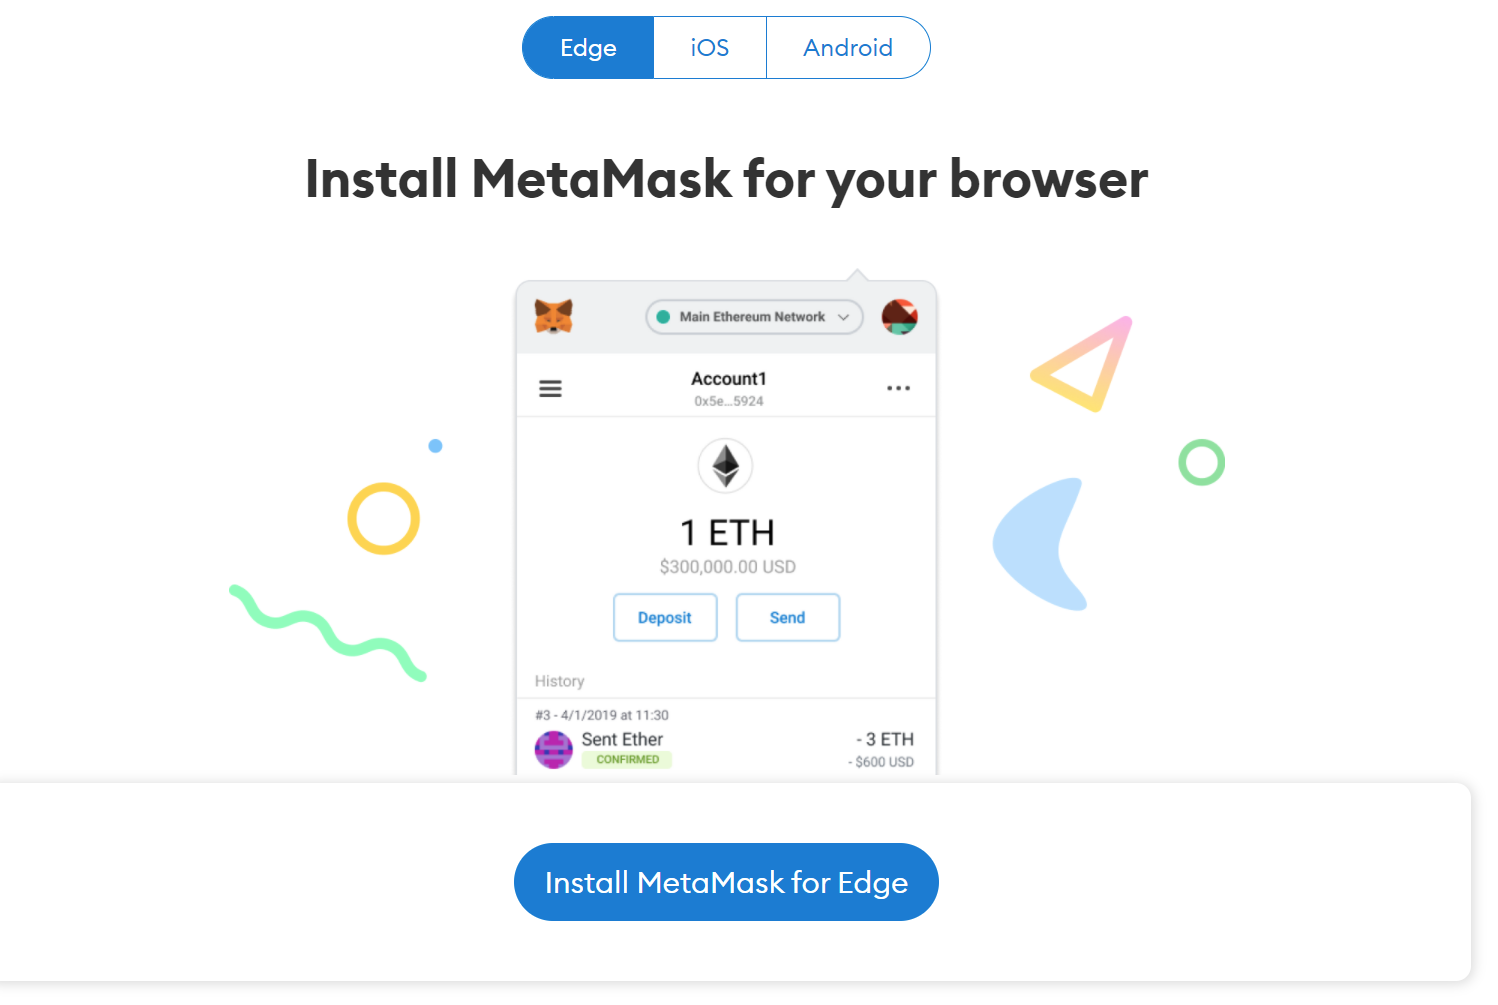 Edge iOS Android
Install MetaMask for your browser
Main Ethereum Network
Account1
0x5e...5924
1 ETH
$300,000.00 USD
Deposit Send
History
#3 - 4/1/2019 at 11:30
Sent Ether - 3 ETH
CONFIRMED - $600 USD
Install MetaMask for Edge